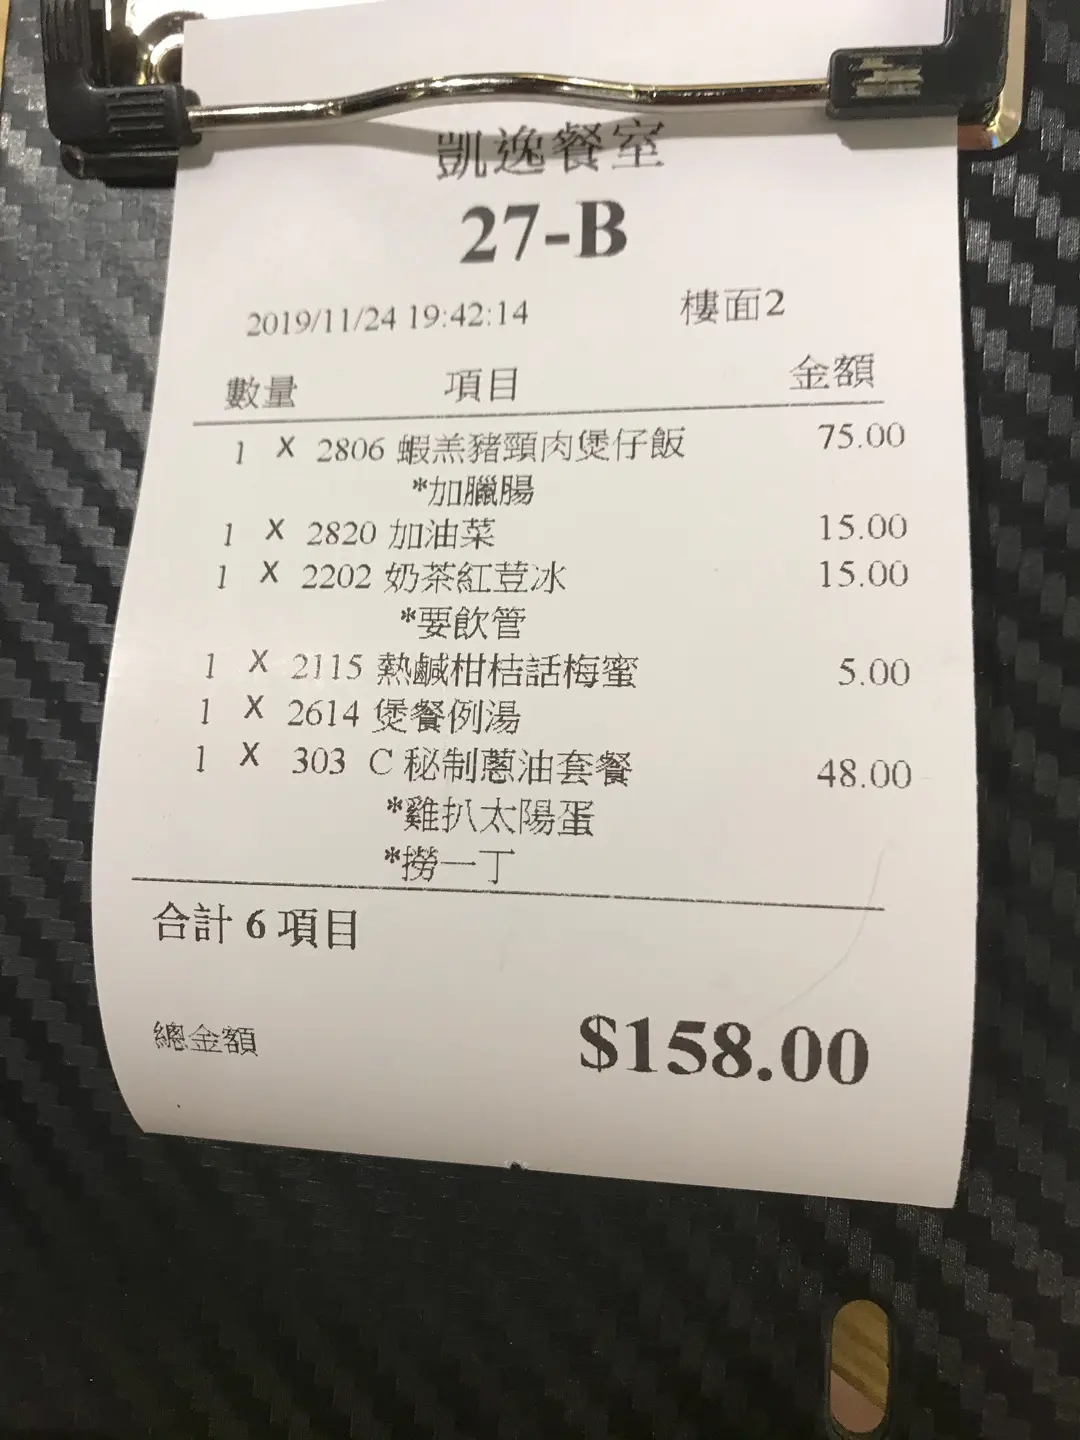 凱逸餐室
27-B
2019/11/24 19:42:14 樓面2
數量 項目 金額
1 X 2806 蝦羔豬頸肉煲仔飯 75.00
*加臘腸
1 X 2820 加油菜 15.00
1 X 2202 奶茶紅荳冰 15.00
*要飲管
1 X 2115 熱鹹柑桔話梅蜜 5.00
1 X 2614 煲餐例湯
1 X 303 C 秘制蔥油套餐 48.00
*雞扒太陽蛋
*撈一丁
合計 6 項目
總金額 $158.00